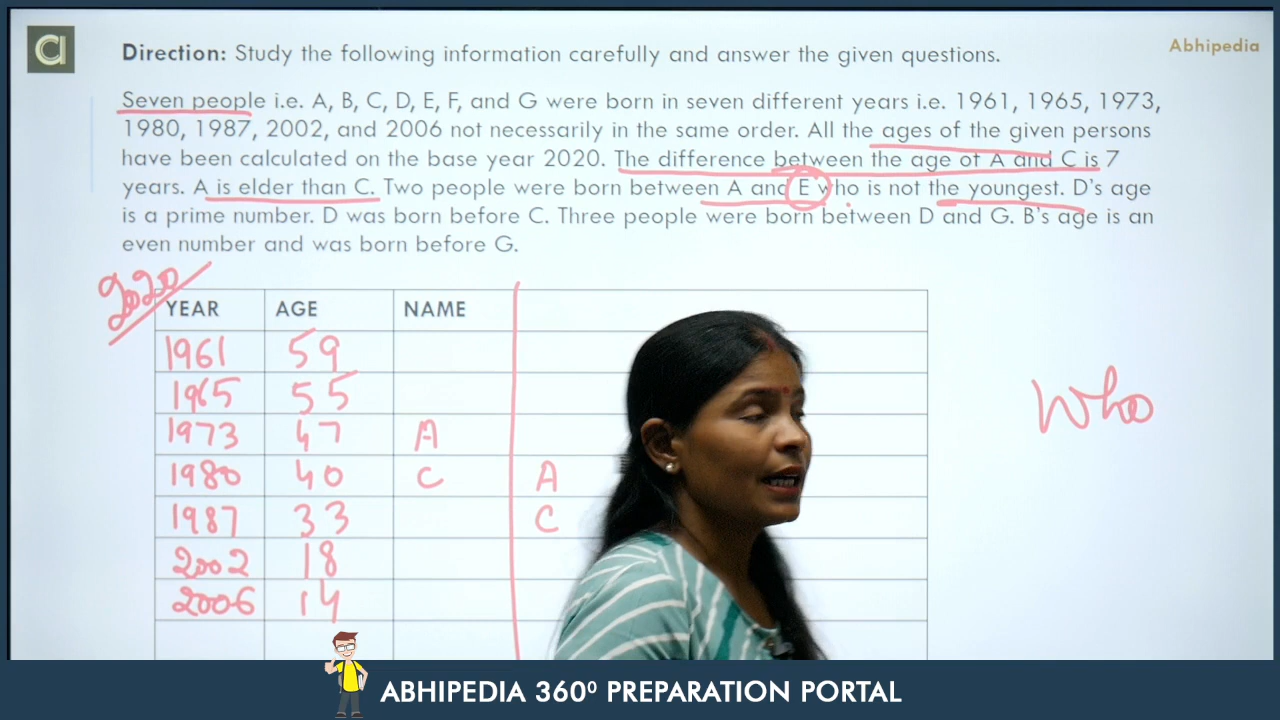 Abhipedia
Direction: Study the following information carefully and answer the given questions.
Seven people i.e. A, B, C, D, E, F, and G were born in seven different years i.e. 1961, 1965, 1973,
1980, 1987, 2002, and 2006 not necessarily in the same order. All the ages of the given persons
have been calculated on the base year 2020. The difference between the age of A and C is 7
years. A is elder than C. Two people were born between A and E who is not the youngest. D's age
is a prime number. D was born before C. Three people were born between D and G. B's age is an
even number and was born before G.
2020
YEAR AGE NAME
1961 59
1965 55
1973 47 A
1980 40 C A
1987 33 C
2002 18
2006 14
Who
ABHIPEDIA 360⁰ PREPARATION PORTAL